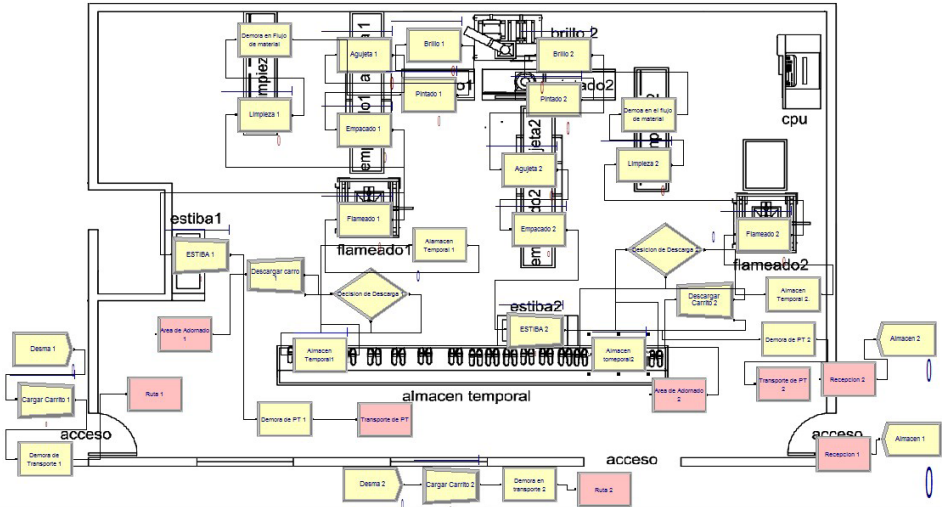 Demora en Flujo de material
Agujeta 1
Brillo 1
brillo 2
Brillo 2
Pintado 1
Pintado 2
Limpieza 1
Empacado 1
Demora en el flujo de material
cpu
Agujeta 2
Limpieza 2
Flameado 1
Empacado 2
Flameado 2
estiba1
ESTIBA 1
flameado1
Alamacen Temporal 1
flameado2
Descargar carro
Decision de Descarga 1
Desicion de Descarga 2
Descargar Carrito 2
Almacen Temporal 2.
estiba2
ESTIBA 2
Area de Adornado 1
Desma 1
Almacen Temporal1
Almacen tomeporal2
Demora de PT 2
Almacen 2
Cargar Carrito 1
Ruta 1
almacen temporal
Area de Adornado 2
Transporte de PT 2
Recepcion 2
Demora de PT 1
Transporte de PT
acceso
Demora de Transporte 1
acceso
acceso
Recepcion 1
Almacen 1
Desma 2
Cargar Carrito 2
Demora en transporte 2
Ruta 2